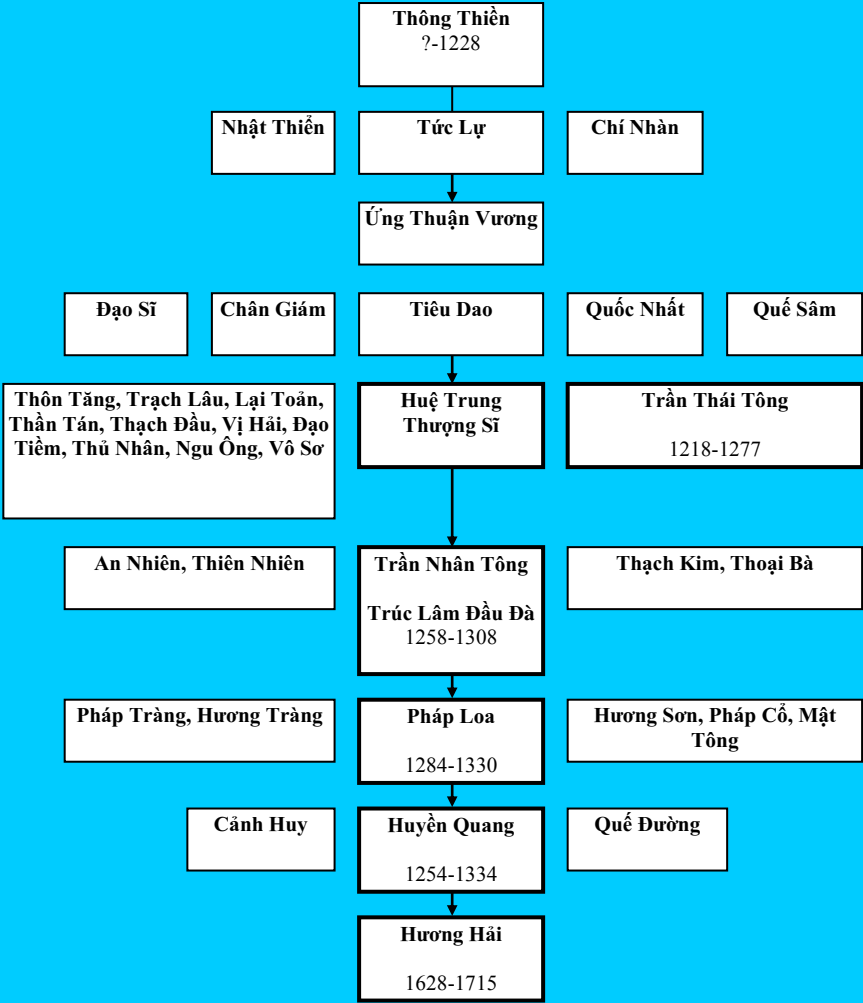 Thông Thiền
?-1228
Nhật Thiển
Tức Lự
Chí Nhàn
Ứng Thuận Vương
Đạo Sĩ
Chân Giám
Tiêu Dao
Quốc Nhất
Quế Sâm
Thôn Tăng, Trạch Lâu, Lại Toản,
Thần Tán, Thạch Đầu, Vị Hải, Đạo
Tiềm, Thủ Nhân, Ngu Ông, Vô Sơ
Huệ Trung
Thượng Sĩ
Trần Thái Tông
1218-1277
An Nhiên, Thiên Nhiên
Trần Nhân Tông
Trúc Lâm Đầu Đà
1258-1308
Thạch Kim, Thoại Bà
Pháp Tràng, Hương Tràng
Pháp Loa
1284-1330
Hương Sơn, Pháp Cổ, Mật
Tông
Cảnh Huy
Huyền Quang
1254-1334
Quế Đường
Hương Hải
1628-1715